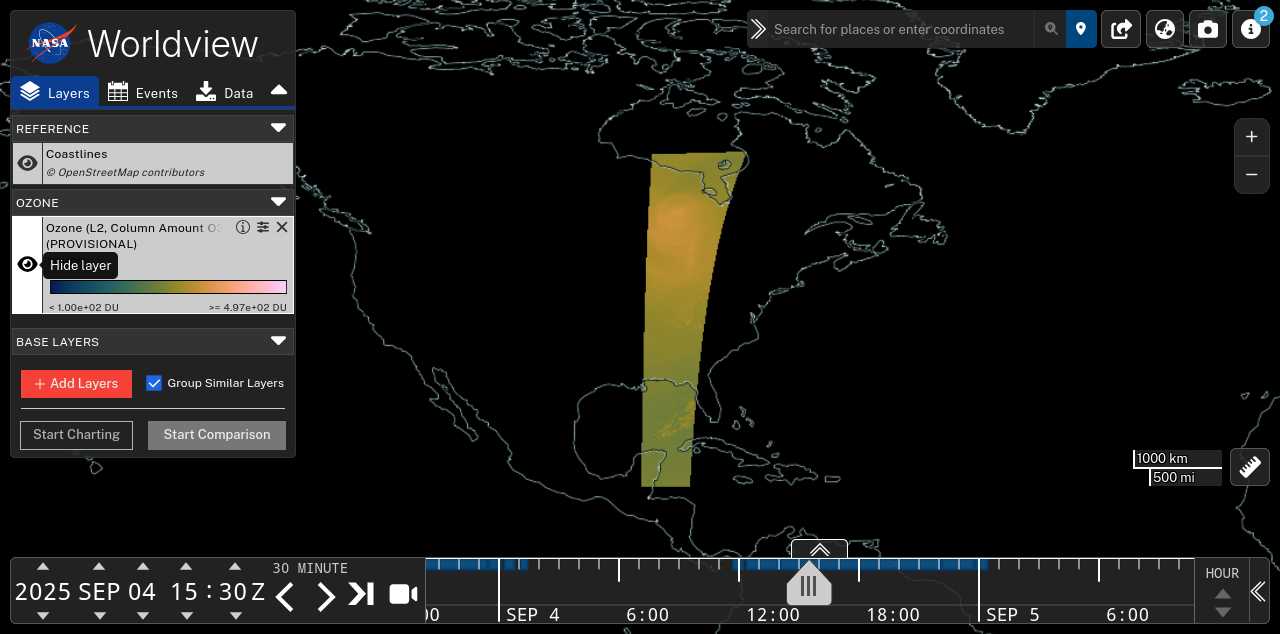 NASA Worldview
Search for places or enter coordinates
2
Layers
Events
Data
REFERENCE
Coastlines
© OpenStreetMap contributors
OZONE
Ozone (L2, Column Amount O
(PROVISIONAL)
Hide layer
< 1.00e+02 DU
>= 4.97e+02 DU
BASE LAYERS
+ Add Layers
Group Similar Layers
Start Charting
Start Comparison
+
−
1000 km
500 mi
2025 SEP 04 15 : 30 Z
30 MINUTE
00
SEP 4
6:00
12:00
18:00
SEP 5
6:00
HOUR